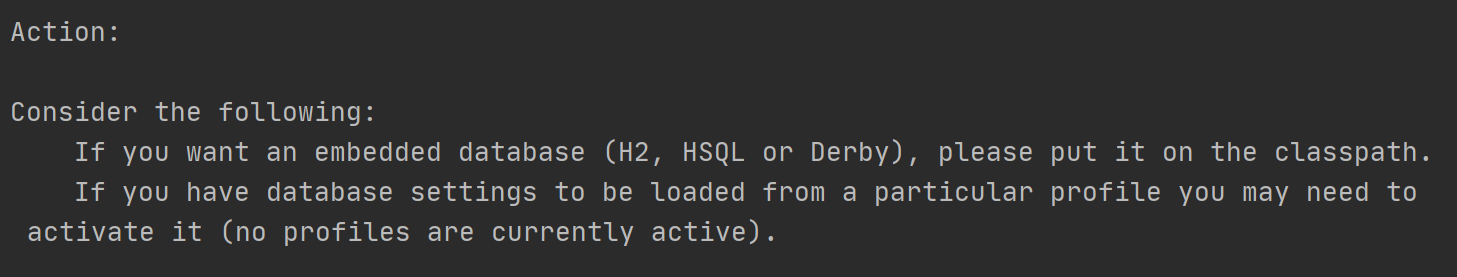 Action:
Consider the following:
If you want an embedded database (H2, HSQL or Derby), please put it on the classpath.
If you have database settings to be loaded from a particular profile you may need to
activate it (no profiles are currently active).